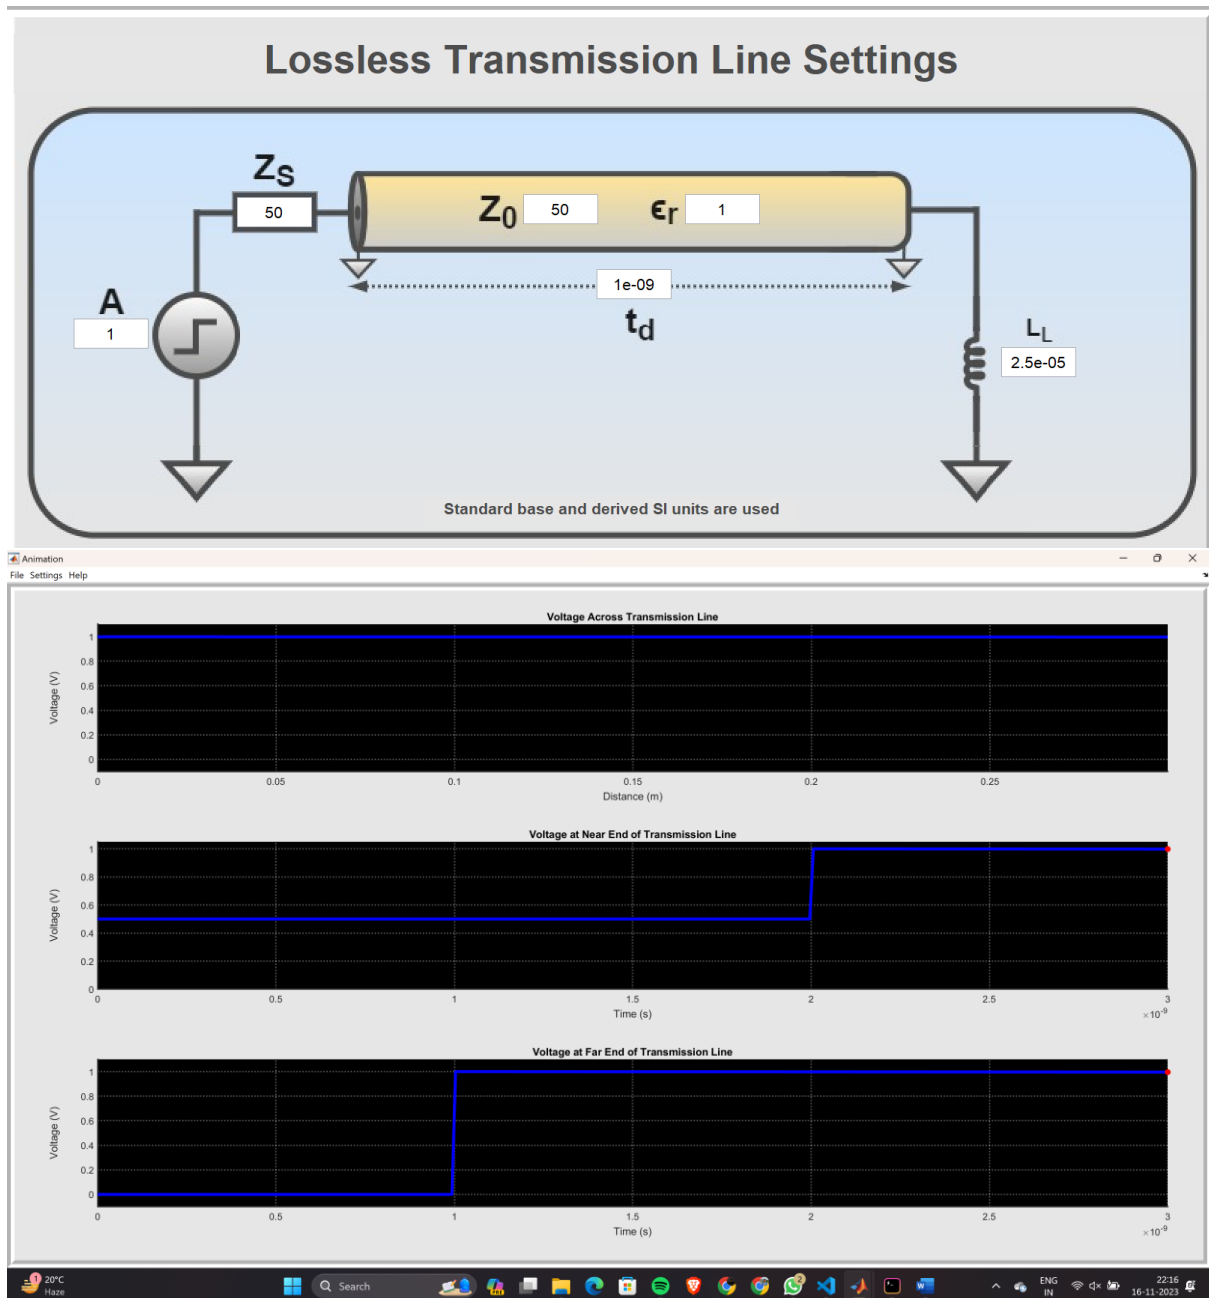 Lossless Transmission Line Settings
ZS
50
Z0 50 ϵr 1
1e-09
td
A
1
LL
2.5e-05
Standard base and derived SI units are used
Animation
File Settings Help
Voltage Across Transmission Line
Voltage (V)
1
0.8
0.6
0.4
0.2
0
0 0.05 0.1 0.15 0.2 0.25
Distance (m)
Voltage at Near End of Transmission Line
Voltage (V)
1
0.8
0.6
0.4
0.2
0
0 0.5 1 1.5 2 2.5 3
Time (s)
×10-9
Voltage at Far End of Transmission Line
Voltage (V)
1
0.8
0.6
0.4
0.2
0
0 0.5 1 1.5 2 2.5 3
Time (s)
×10-9
1
20°C
Haze
Search
PRE
2
ENG
IN
22:16
16-11-2023